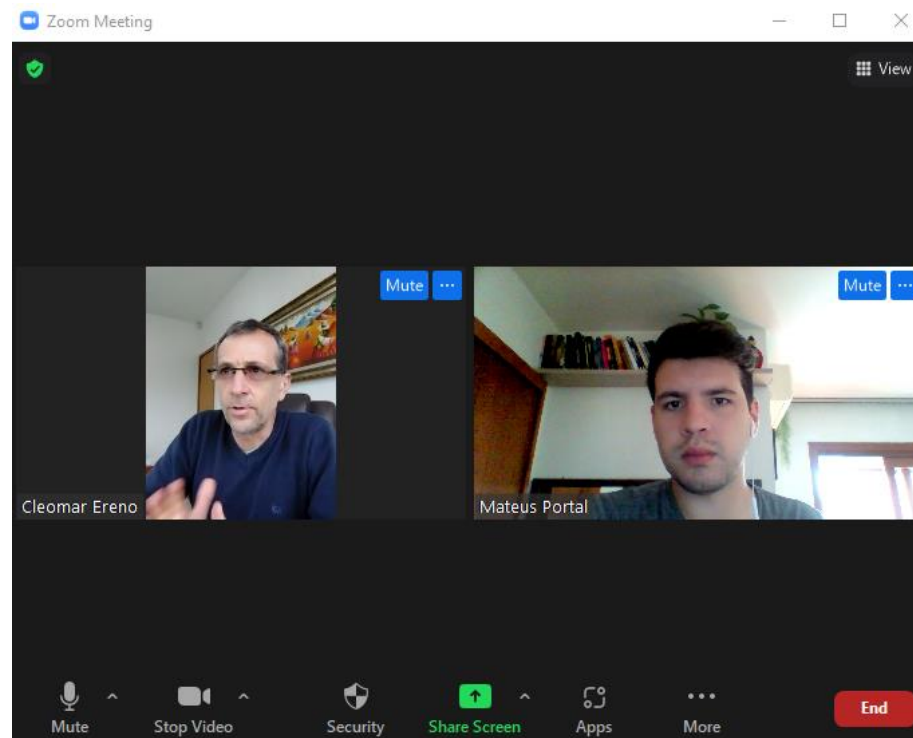 Zoom Meeting
View
Mute ...
Mute ...
Cleomar Ereno
Mateus Portal
Mute
Stop Video
Security
Share Screen
Apps
More
End